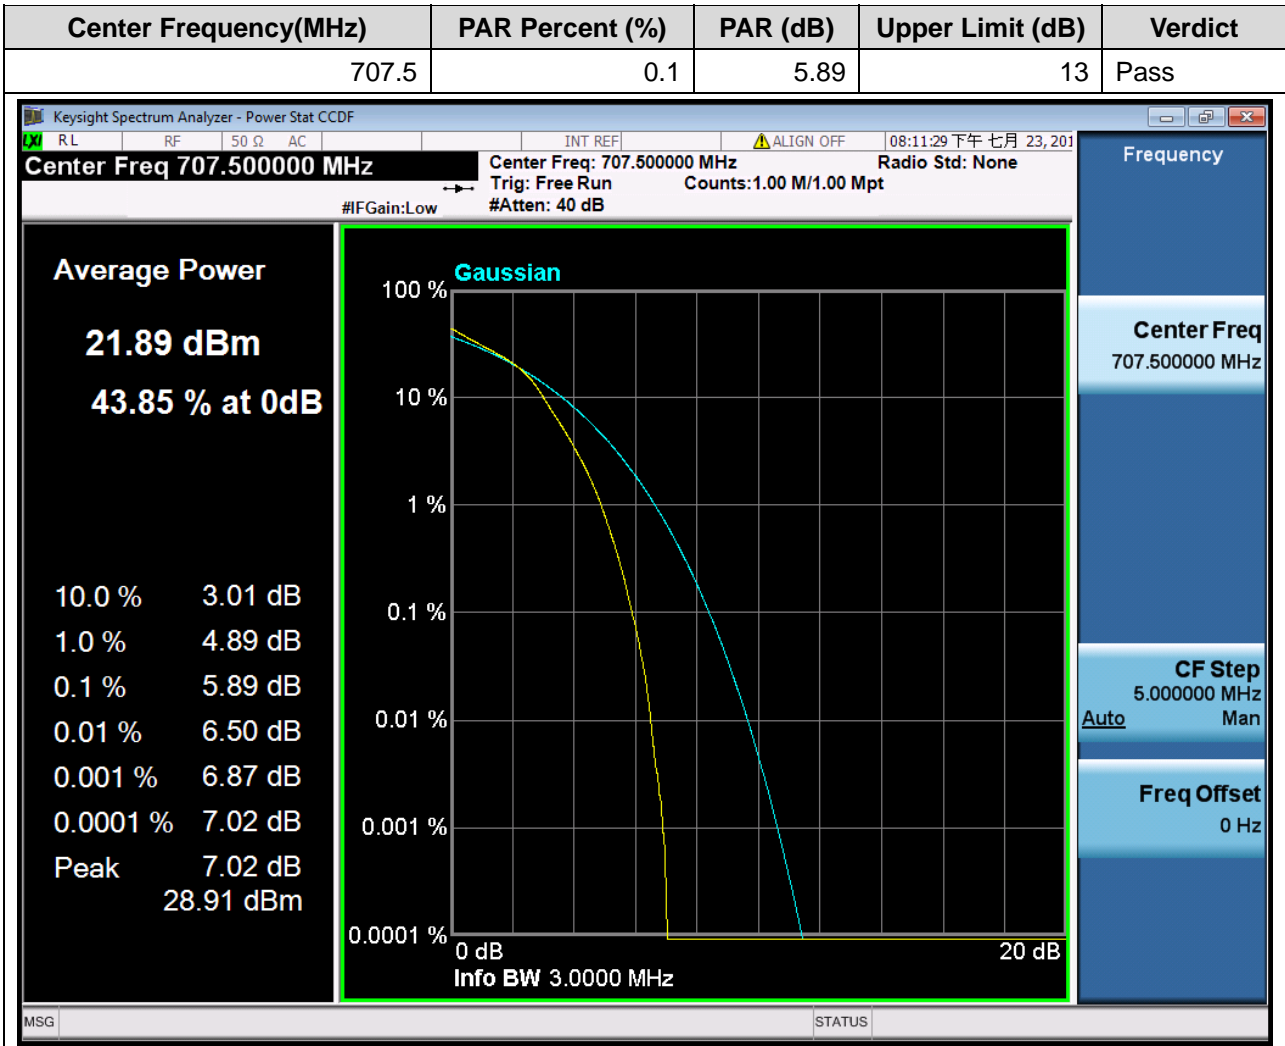 Center Frequency(MHz) PAR Percent (%) PAR (dB) Upper Limit (dB) Verdict
707.5 0.1 5.89 13 Pass
Keysight Spectrum Analyzer - Power Stat CCDF
LXI RL RF 50 Ω AC INT REF ALIGN OFF 08:11:29 下午 七月 23, 201
Center Freq 707.500000 MHz
Center Freq: 707.500000 MHz Radio Std: None
Trig: Free Run Counts:1.00 M/1.00 Mpt
#IFGain:Low #Atten: 40 dB
Average Power
21.89 dBm
43.85 % at 0dB
10.0 % 3.01 dB
1.0 % 4.89 dB
0.1 % 5.89 dB
0.01 % 6.50 dB
0.001 % 6.87 dB
0.0001 % 7.02 dB
Peak 7.02 dB
28.91 dBm
Gaussian
100 %
10 %
1 %
0.1 %
0.01 %
0.001 %
0.0001 %
0 dB 20 dB
Info BW 3.0000 MHz
Frequency
Center Freq
707.500000 MHz
CF Step
5.000000 MHz
Auto Man
Freq Offset
0 Hz
MSG STATUS